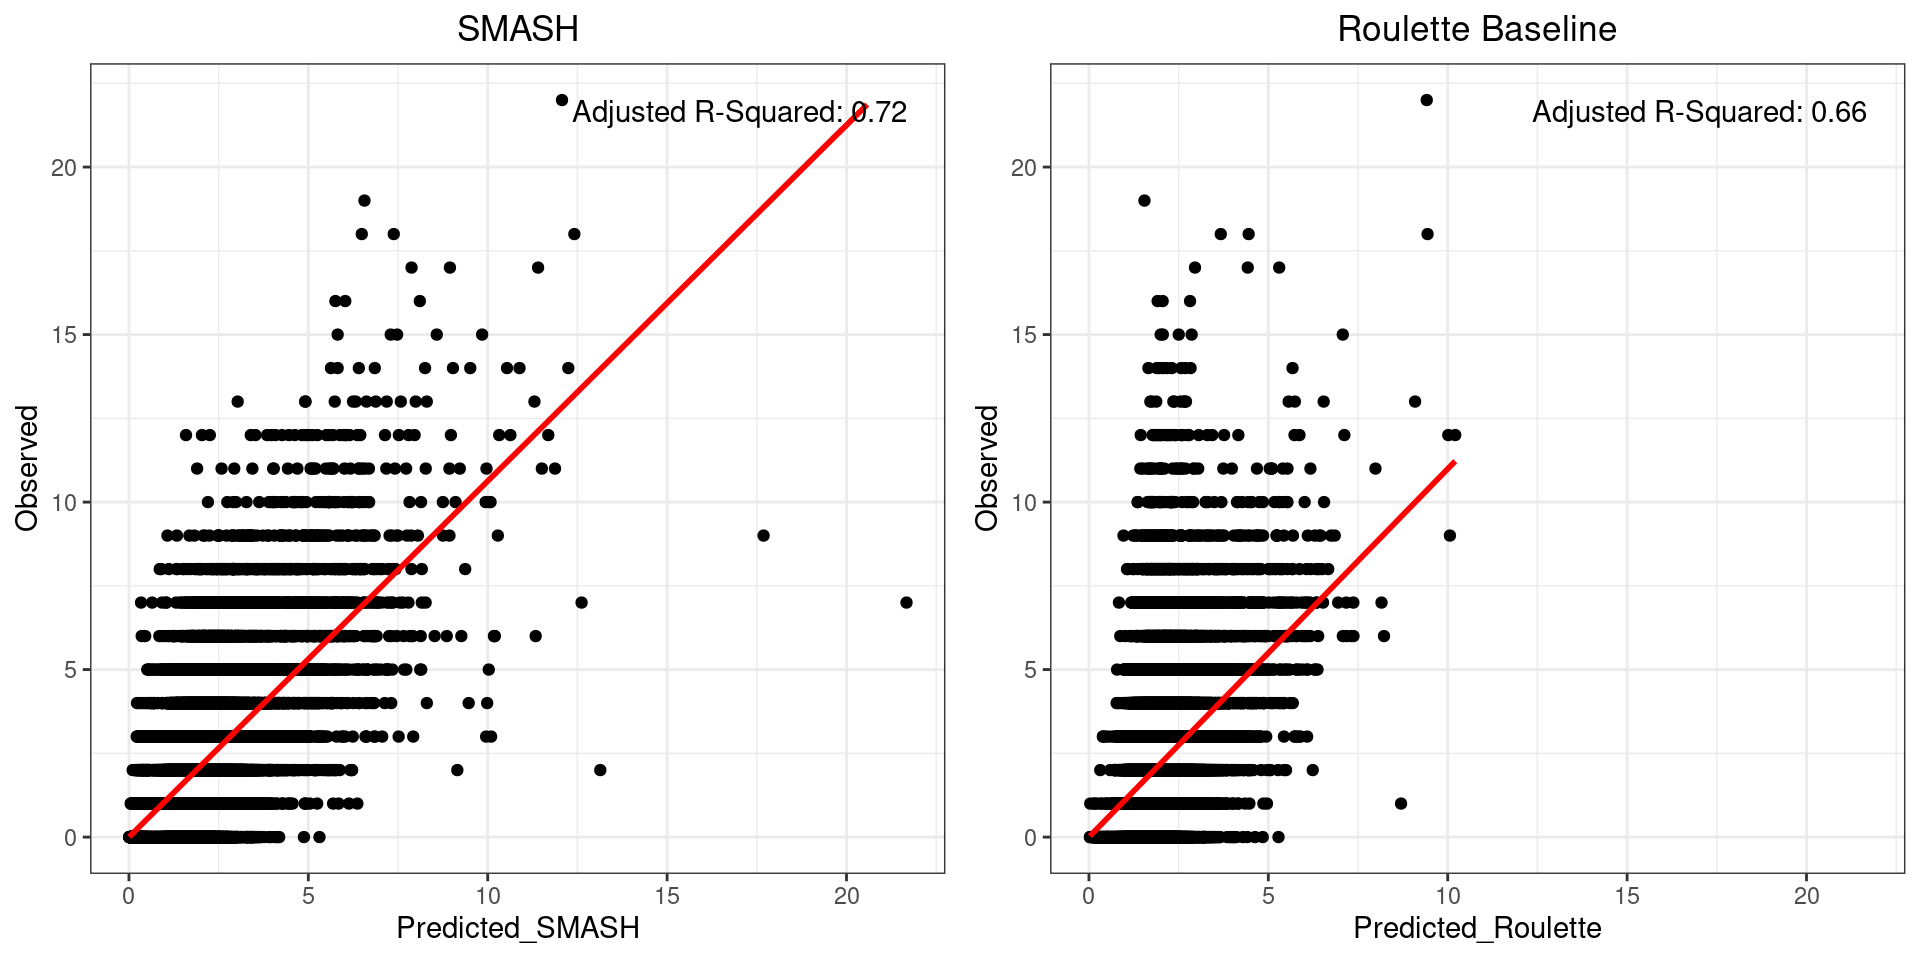 SMASH
Adjusted R-Squared: 0.72
Observed
20
15
10
5
0
0 5 10 15 20
Predicted_SMASH
Roulette Baseline
Adjusted R-Squared: 0.66
Observed
20
15
10
5
0
0 5 10 15 20
Predicted_Roulette